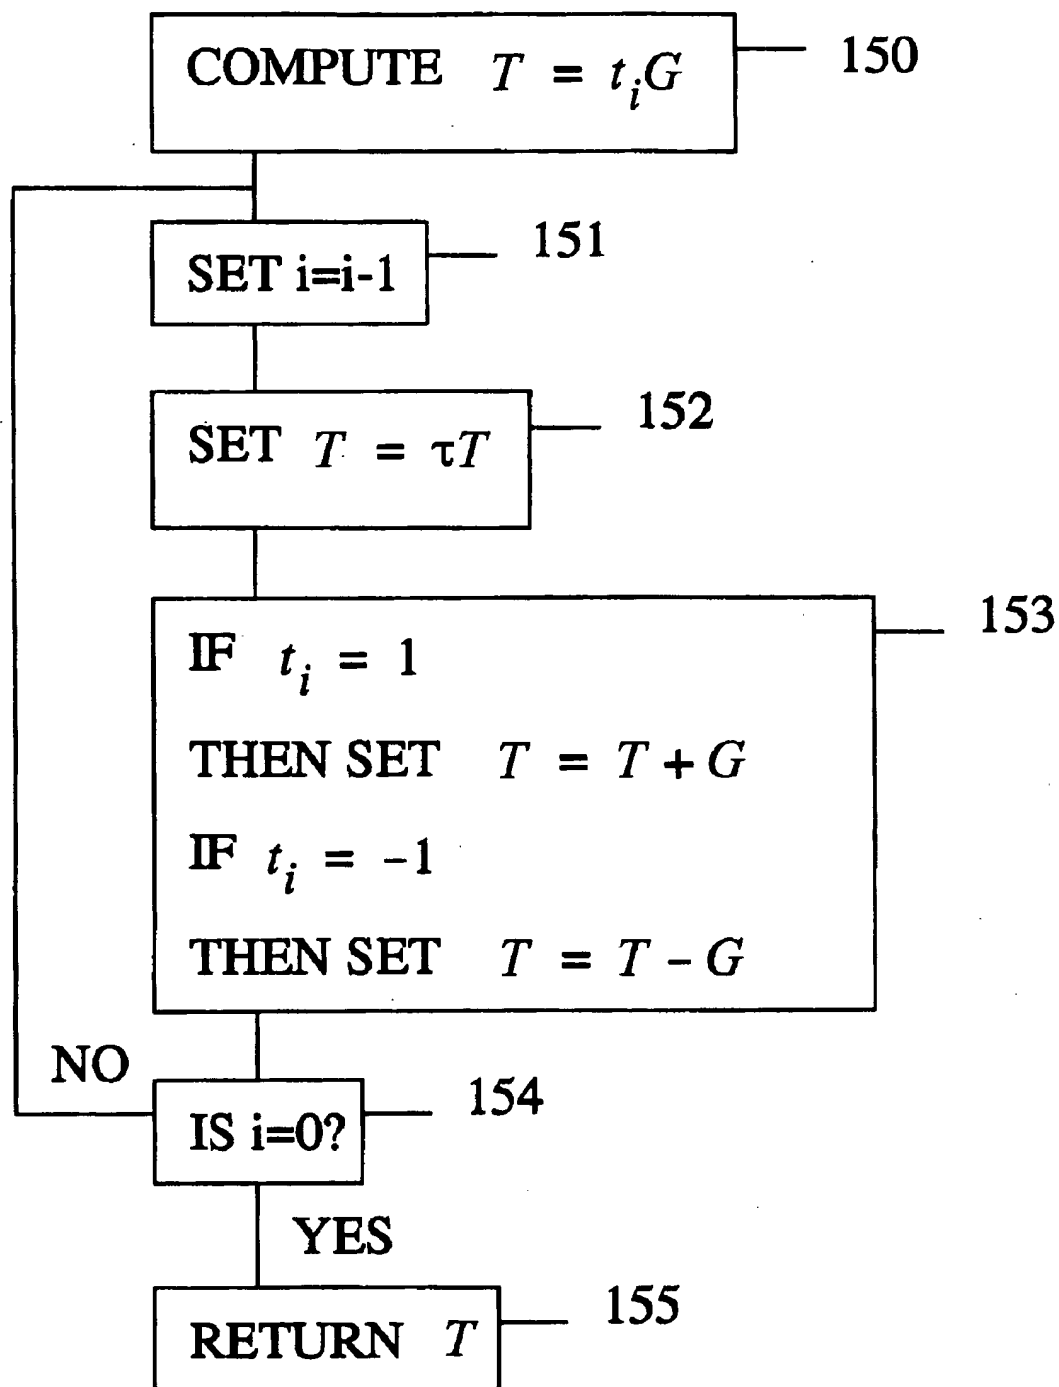 COMPUTE T = t_i G
150
SET i=i-1
151
SET T = τT
152
IF t_i = 1
THEN SET T = T + G
IF t_i = -1
THEN SET T = T - G
153
NO
IS i=0?
154
YES
RETURN T
155